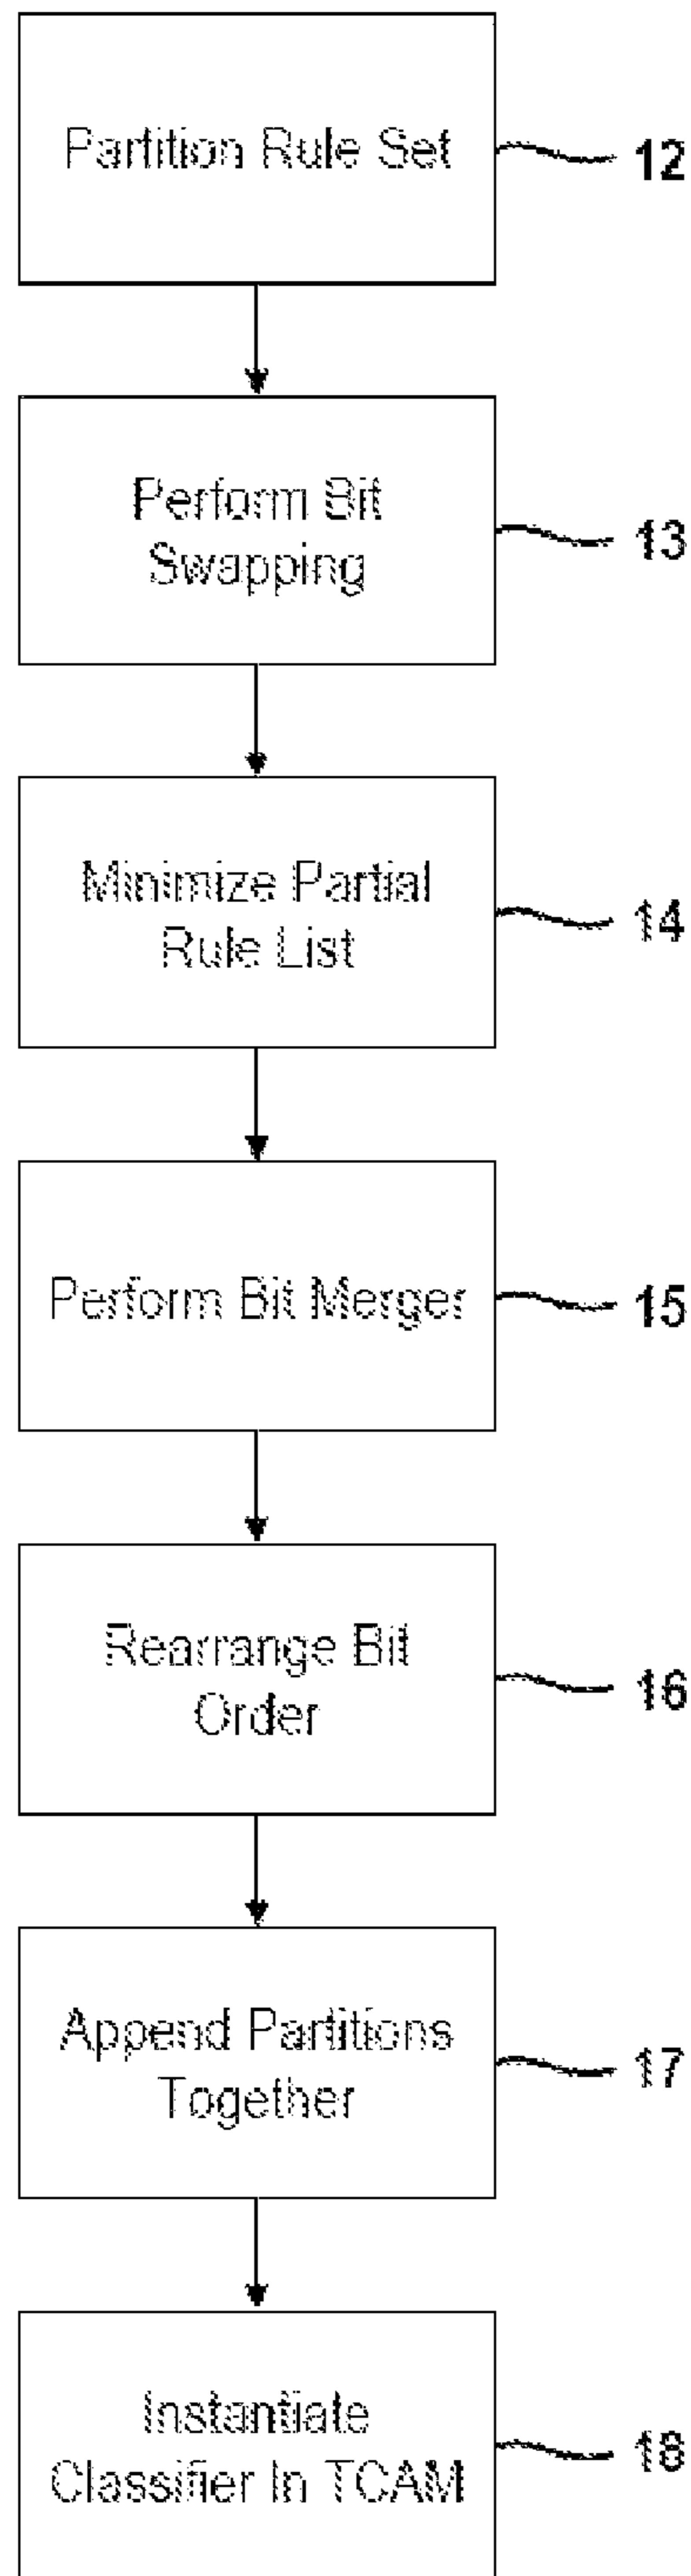 Partition Rule Set
12
Perform Bit
Swapping
13
Minimize Partial
Rule List
14
Perform Bit Merger
15
Rearrange Bit
Order
16
Append Partitions
Together
17
Instantiate
Classifier In TCAM
18